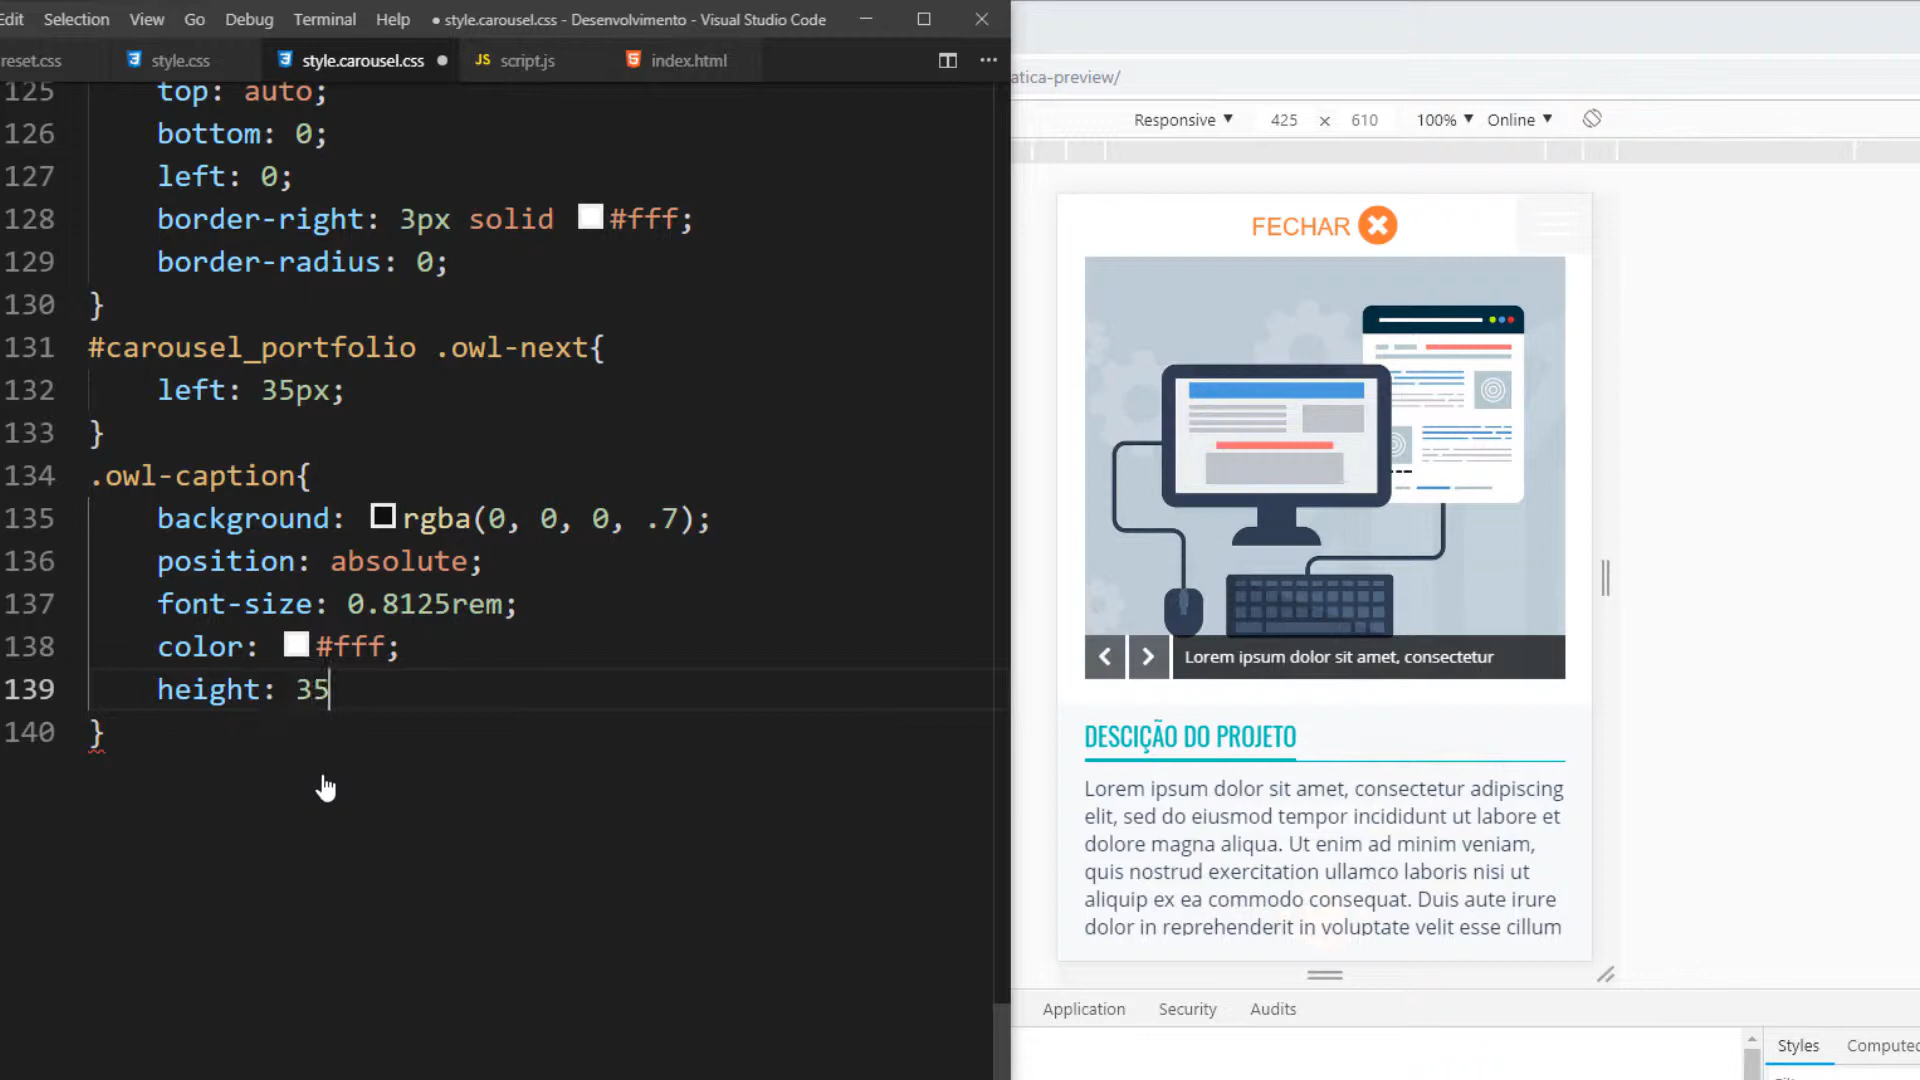 Edit Selection View Go Debug Terminal Help ● style.carousel.css - Desenvolvimento - Visual Studio Code
reset.css style.css style.carousel.css ● JS script.js index.html
125 top: auto;
126 bottom: 0;
127 left: 0;
128 border-right: 3px solid #fff;
129 border-radius: 0;
130 }
131 #carousel_portfolio .owl-next{
132 left: 35px;
133 }
134 .owl-caption{
135 background: rgba(0, 0, 0, .7);
136 position: absolute;
137 font-size: 0.8125rem;
138 color: #fff;
139 height: 35
140 }
atica-preview/
Responsive ▼ 425 × 610 100% ▼ Online ▼
FECHAR
Lorem ipsum dolor sit amet, consectetur
DESCIÇÃO DO PROJETO
Lorem ipsum dolor sit amet, consectetur adipiscing
elit, sed do eiusmod tempor incididunt ut labore et
dolore magna aliqua. Ut enim ad minim veniam,
quis nostrud exercitation ullamco laboris nisi ut
aliquip ex ea commodo consequat. Duis aute irure
dolor in reprehenderit in voluptate velit esse cillum
Application Security Audits
Styles Computed